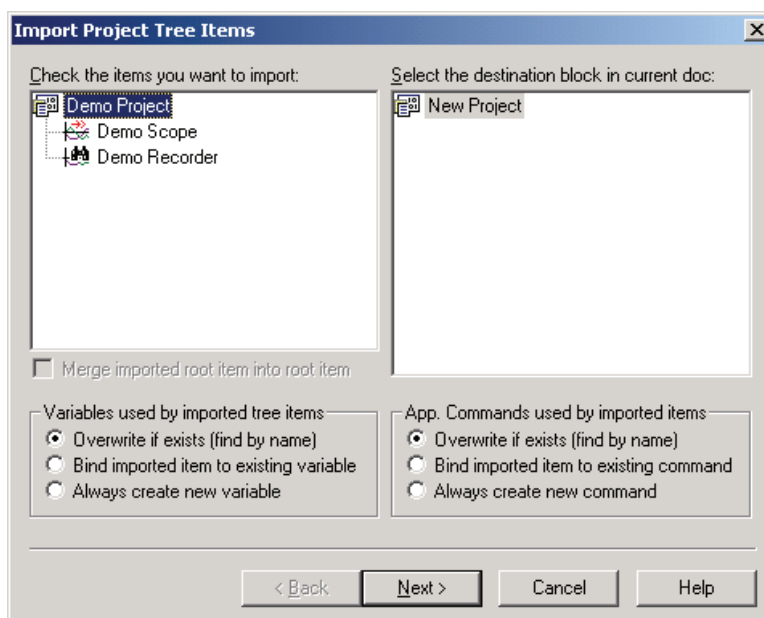 Import Project Tree Items
Check the items you want to import:
Demo Project
Demo Scope
Demo Recorder
Merge imported root item into root item
Select the destination block in current doc:
New Project
Variables used by imported tree items
Overwrite if exists (find by name)
Bind imported item to existing variable
Always create new variable
App. Commands used by imported items
Overwrite if exists (find by name)
Bind imported item to existing command
Always create new command
< Back
Next >
Cancel
Help